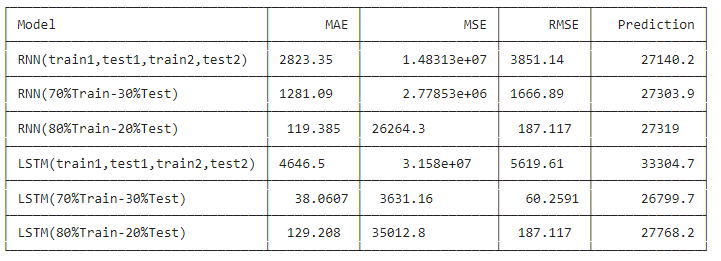 Model MAE MSE RMSE Prediction
RNN(train1,test1,train2,test2) 2823.35 1.48313e+07 3851.14 27140.2
RNN(70%Train-30%Test) 1281.09 2.77853e+06 1666.89 27303.9
RNN(80%Train-20%Test) 119.385 26264.3 187.117 27319
LSTM(train1,test1,train2,test2) 4646.5 3.158e+07 5619.61 33304.7
LSTM(70%Train-30%Test) 38.0607 3631.16 60.2591 26799.7
LSTM(80%Train-20%Test) 129.208 35012.8 187.117 27768.2